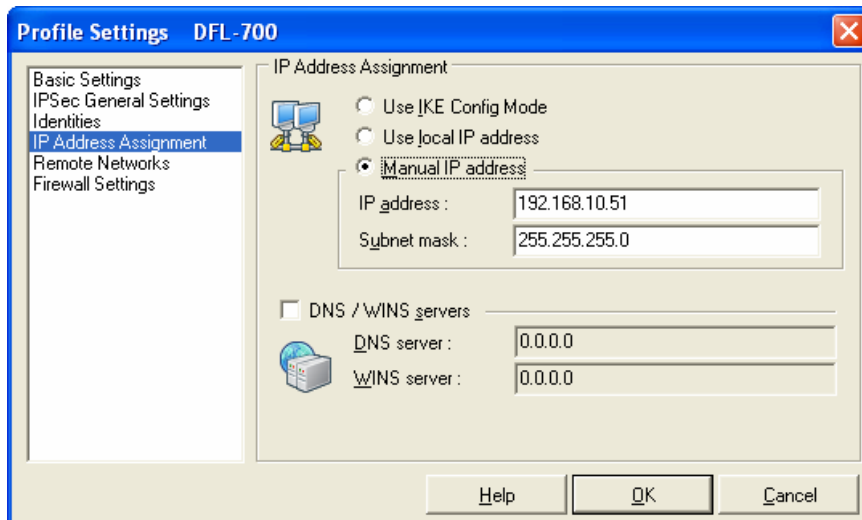 Profile Settings DFL-700
Basic Settings
IPSec General Settings
Identities
IP Address Assignment
Remote Networks
Firewall Settings
IP Address Assignment
Use IKE Config Mode
Use local IP address
Manual IP address
IP address : 192.168.10.51
Subnet mask : 255.255.255.0
DNS / WINS servers
DNS server : 0.0.0.0
WINS server : 0.0.0.0
Help OK Cancel